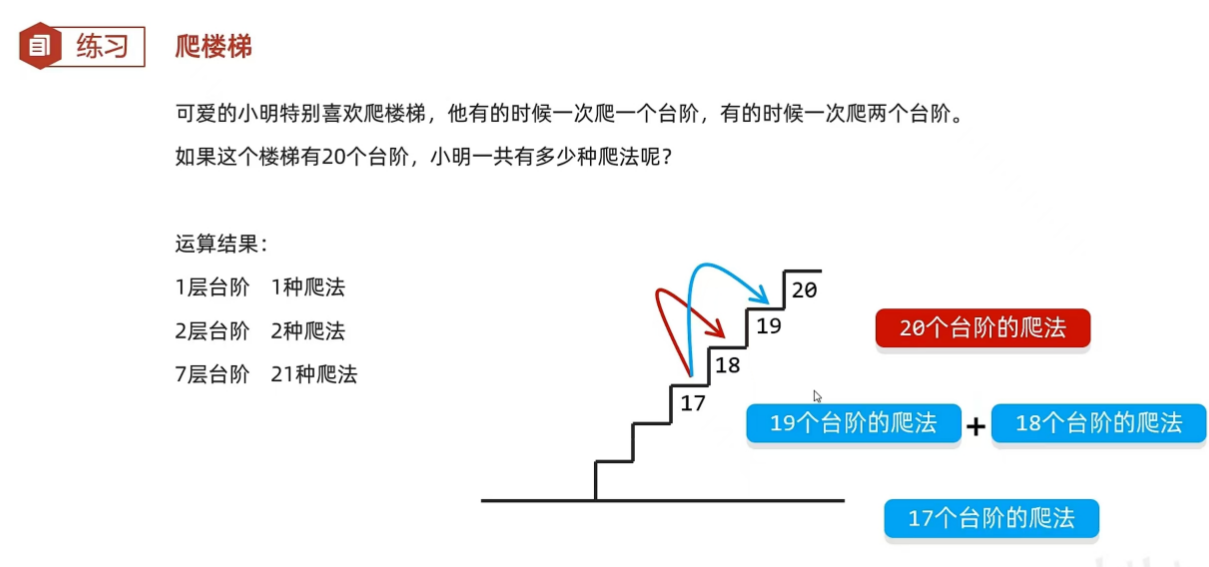 练习 爬楼梯
可爱的小明特别喜欢爬楼梯，他有的时候一次爬一个台阶，有的时候一次爬两个台阶。
如果这个楼梯有20个台阶，小明一共有多少种爬法呢？
运算结果：
1层台阶 1种爬法
2层台阶 2种爬法
7层台阶 21种爬法
20
19
18
17
20个台阶的爬法
19个台阶的爬法 + 18个台阶的爬法
17个台阶的爬法